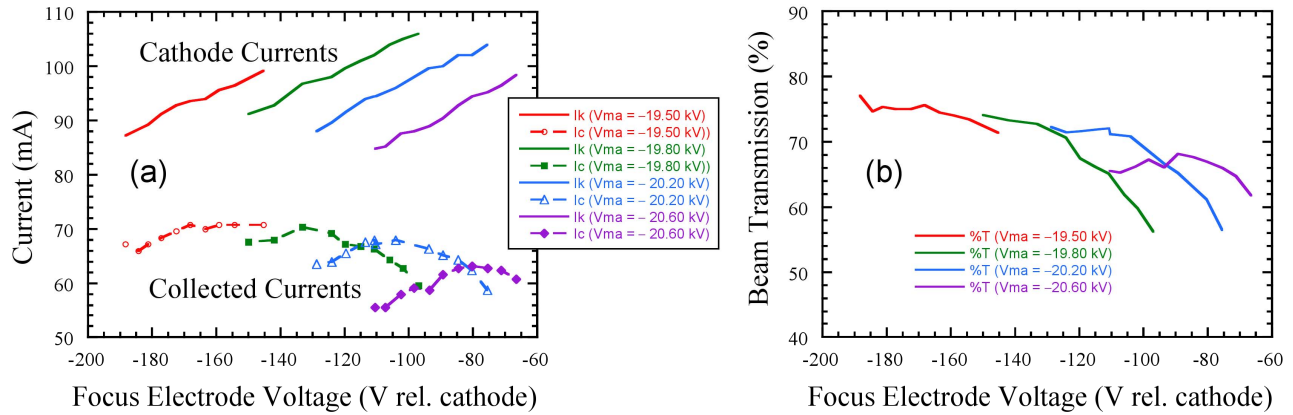 110
100
90
80
70
60
50
Current (mA)
Cathode Currents
(a)
Collected Currents
-200 -180 -160 -140 -120 -100 -80 -60
Focus Electrode Voltage (V rel. cathode)
Ik (Vma = −19.50 kV)
Ic (Vma = −19.50 kV))
Ik (Vma = −19.80 kV)
Ic (Vma = −19.80 kV))
Ik (Vma = − 20.20 kV)
Ic (Vma = − 20.20 kV)
Ik (Vma = − 20.60 kV)
Ic (Vma = − 20.60 kV)
90
80
70
60
50
40
Beam Transmission (%)
(b)
%T (Vma = −19.50 kV)
%T (Vma = −19.80 kV)
%T (Vma = −20.20 kV)
%T (Vma = −20.60 kV)
-200 -180 -160 -140 -120 -100 -80 -60
Focus Electrode Voltage (V rel. cathode)